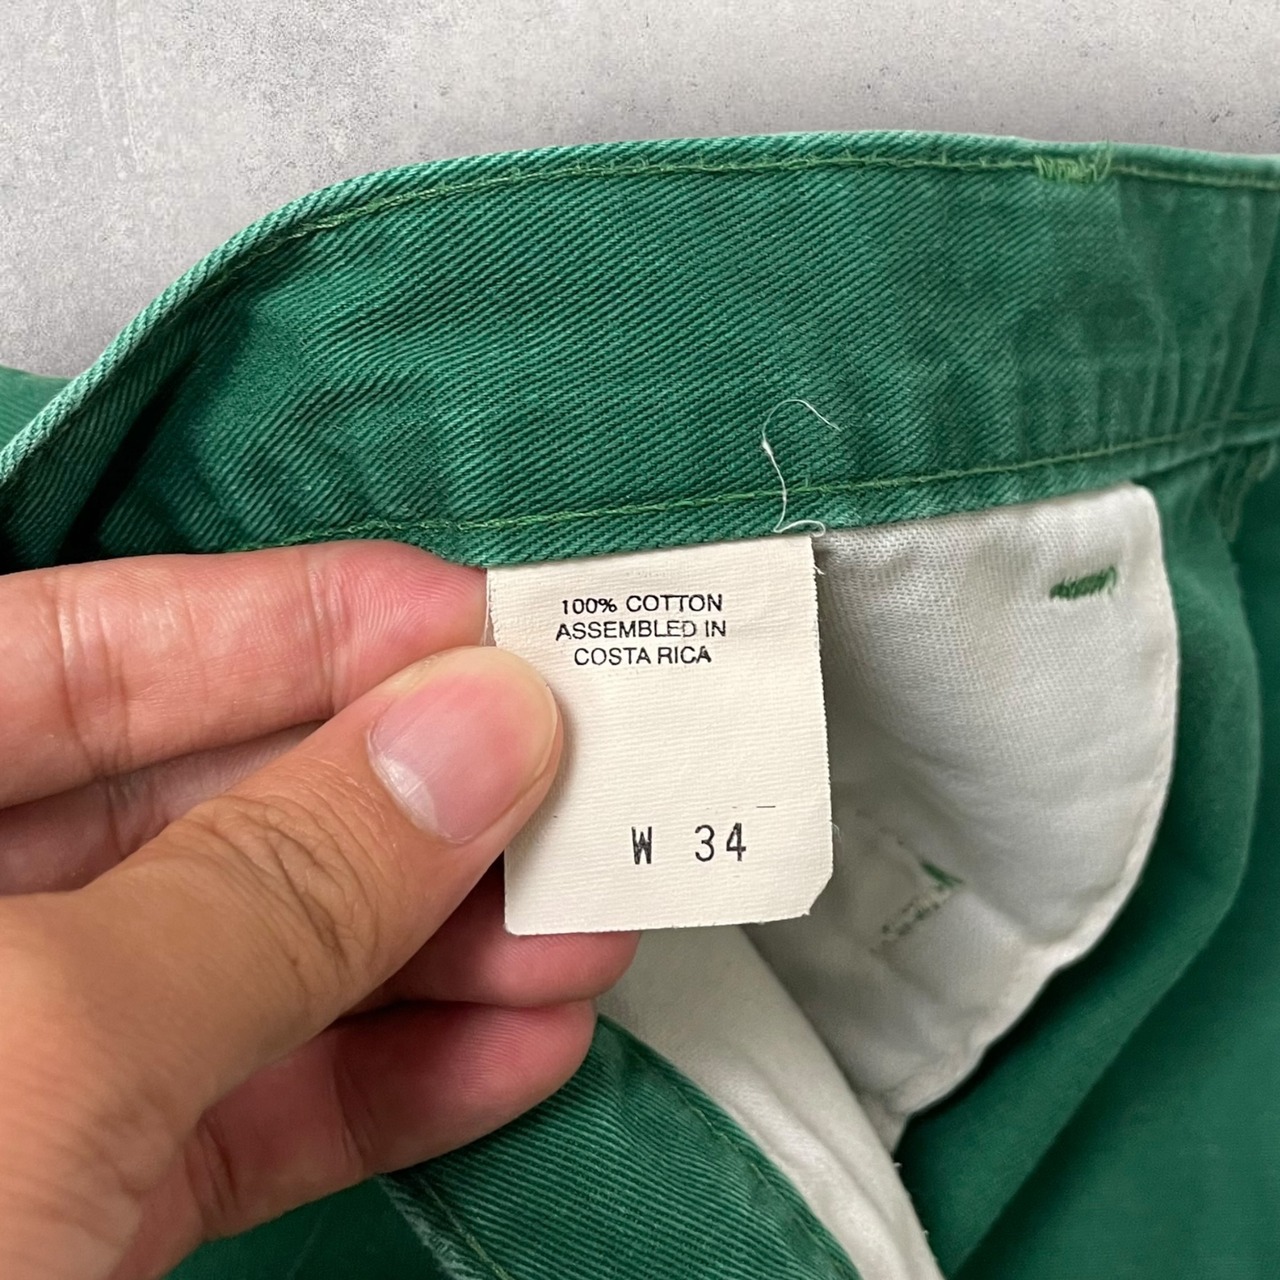 100% COTTON
ASSEMBLED IN
COSTA RICA
W 34